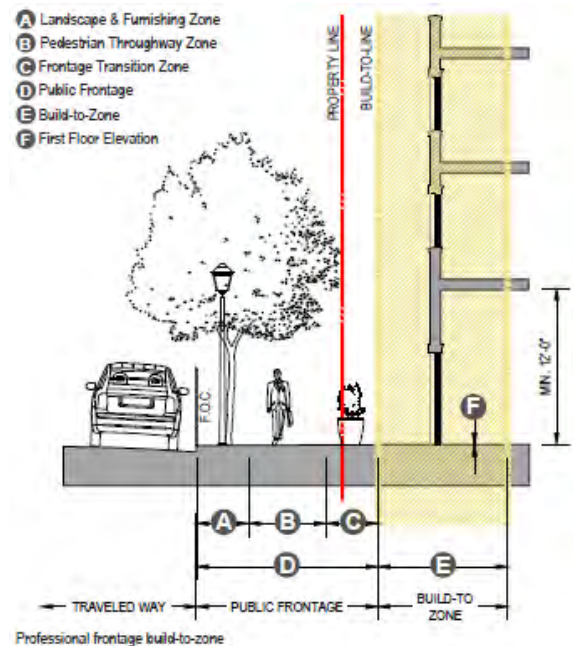 A Landscape & Furnishing Zone
B Pedestrian Throughway Zone
C Frontage Transition Zone
D Public Frontage
E Build-to-Zone
F First Floor Elevation
PROPERTY LINE
BUILD-TO-LINE
F.O.C.
MIN. 12'-0"
F
A
B
C
D
E
TRAVELED WAY
PUBLIC FRONTAGE
BUILD-TO
ZONE
Professional frontage build-to-zone